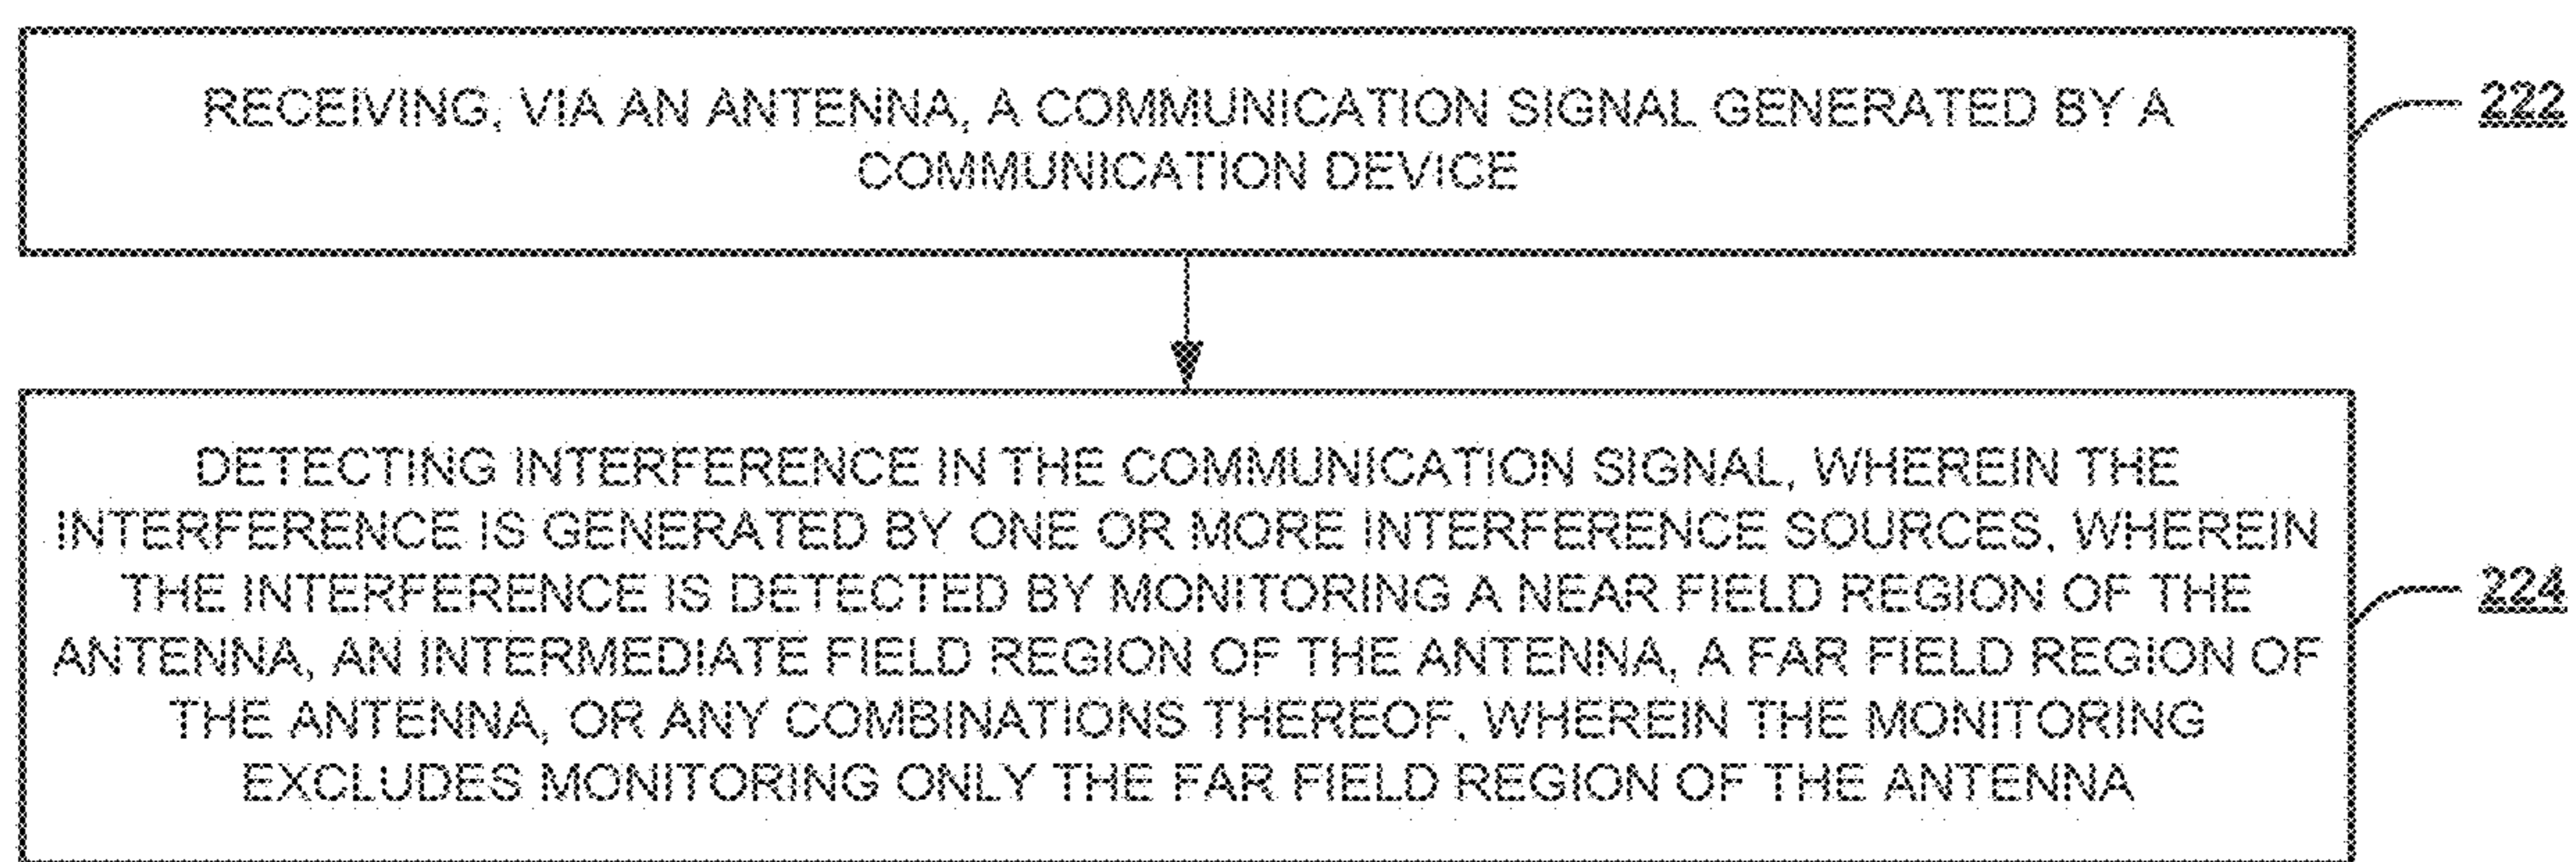 RECEIVING, VIA AN ANTENNA, A COMMUNICATION SIGNAL GENERATED BY A
COMMUNICATION DEVICE
222
DETECTING INTERFERENCE IN THE COMMUNICATION SIGNAL, WHEREIN THE
INTERFERENCE IS GENERATED BY ONE OR MORE INTERFERENCE SOURCES, WHEREIN
THE INTERFERENCE IS DETECTED BY MONITORING A NEAR FIELD REGION OF THE
ANTENNA, AN INTERMEDIATE FIELD REGION OF THE ANTENNA, A FAR FIELD REGION OF
THE ANTENNA, OR ANY COMBINATIONS THEREOF, WHEREIN THE MONITORING
EXCLUDES MONITORING ONLY THE FAR FIELD REGION OF THE ANTENNA
224